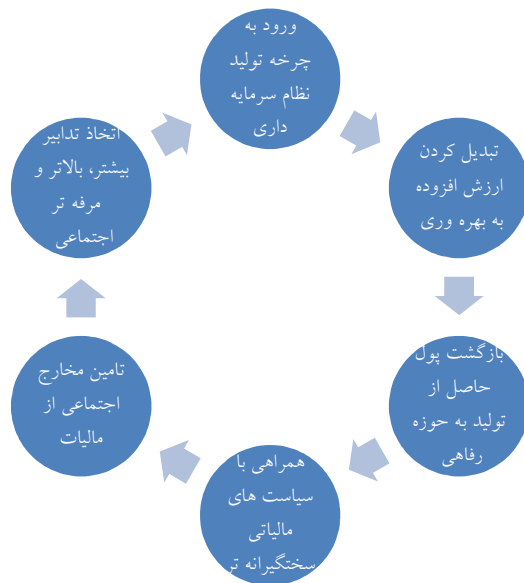 ورود به
چرخه تولید
نظام سرمایه
داری
تبدیل کردن
ارزش افزوده
به بهره وری
بازگشت پول
حاصل از
تولید به حوزه
رفاهی
همراهی با
سیاست های
مالیاتی
سختگیرانه تر
تامین مخارج
اجتماعی از
مالیات
اتخاذ تدابیر
بیشتر، بالاتر و
مرفه تر
اجتماعی